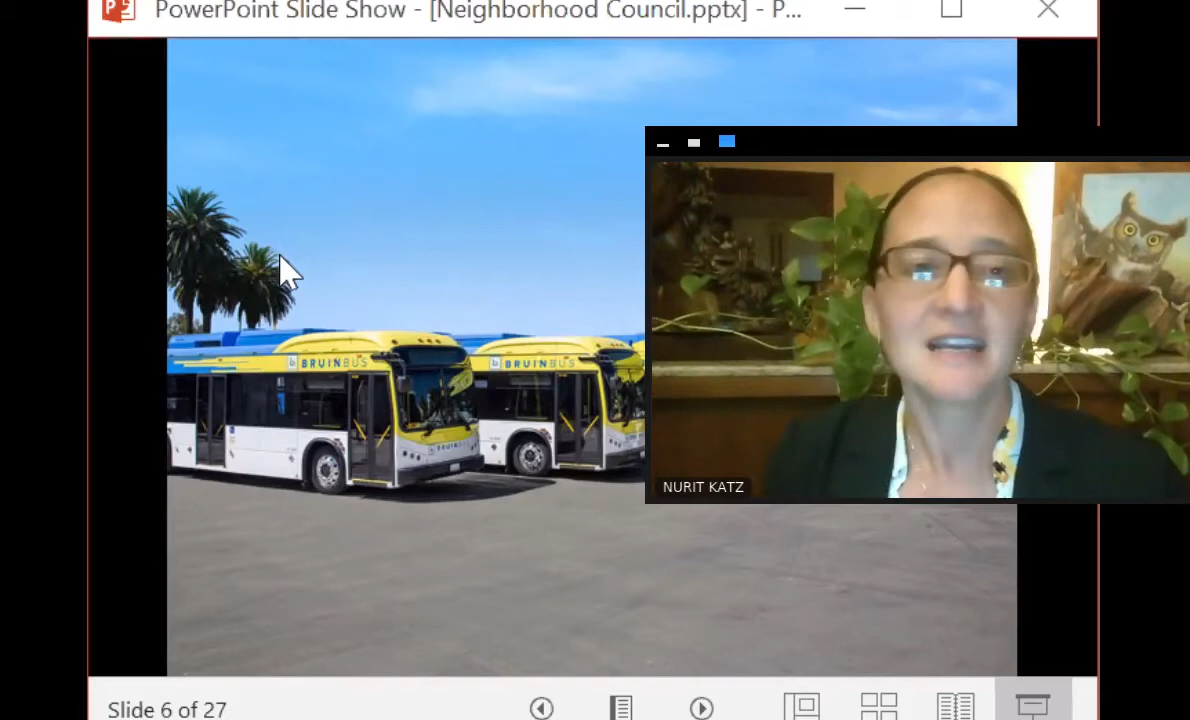 PowerPoint Slide Show - [Neighborhood Council.pptx] - P...
BRUINBUS
BRUINBUS
NURIT KATZ
Slide 6 of 27